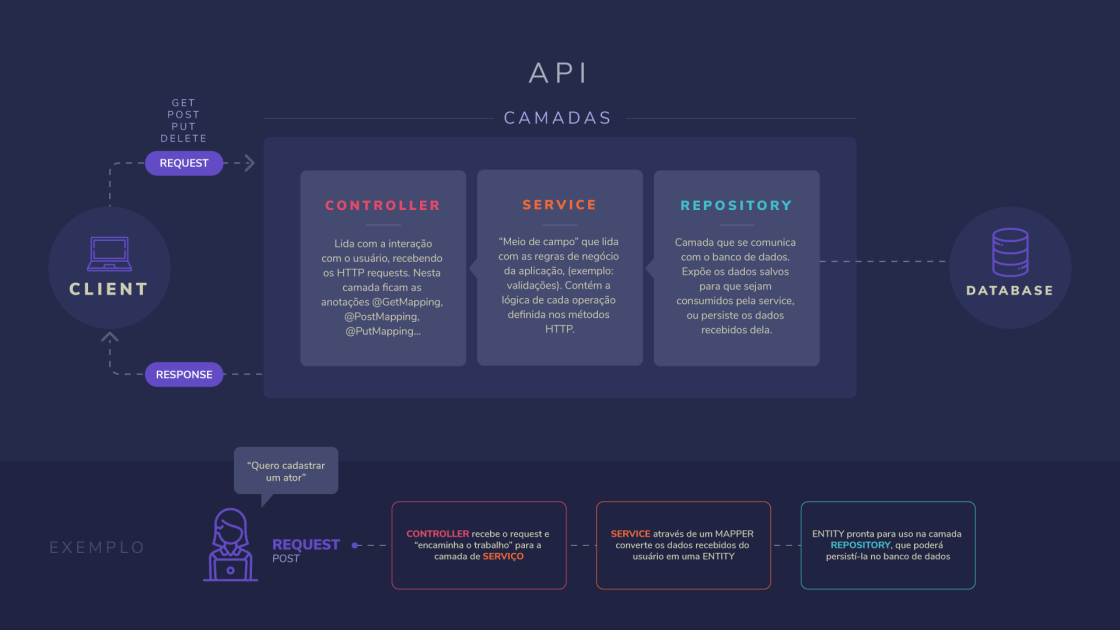 API
CAMADAS
GET
POST
PUT
DELETE
REQUEST
CLIENT
RESPONSE
CONTROLLER
Lida com a interação
com o usuário, recebendo
os HTTP requests. Nesta
camada ficam as
anotações @GetMapping,
@PostMapping,
@PutMapping...
SERVICE
“Meio de campo” que lida
com as regras de negócio
da aplicação, (exemplo:
validações). Contém a
lógica de cada operação
definida nos métodos
HTTP.
REPOSITORY
Camada que se comunica
com o banco de dados.
Expõe os dados salvos
para que sejam
consumidos pela service,
ou persiste os dados
recebidos dela.
DATABASE
EXEMPLO
“Quero cadastrar
um ator”
REQUEST
POST
CONTROLLER recebe o request e
“encaminha o trabalho” para a
camada de SERVIÇO
SERVICE através de um MAPPER
converte os dados recebidos do
usuário em uma ENTITY
ENTITY pronta para uso na camada
REPOSITORY, que poderá
persistí-la no banco de dados